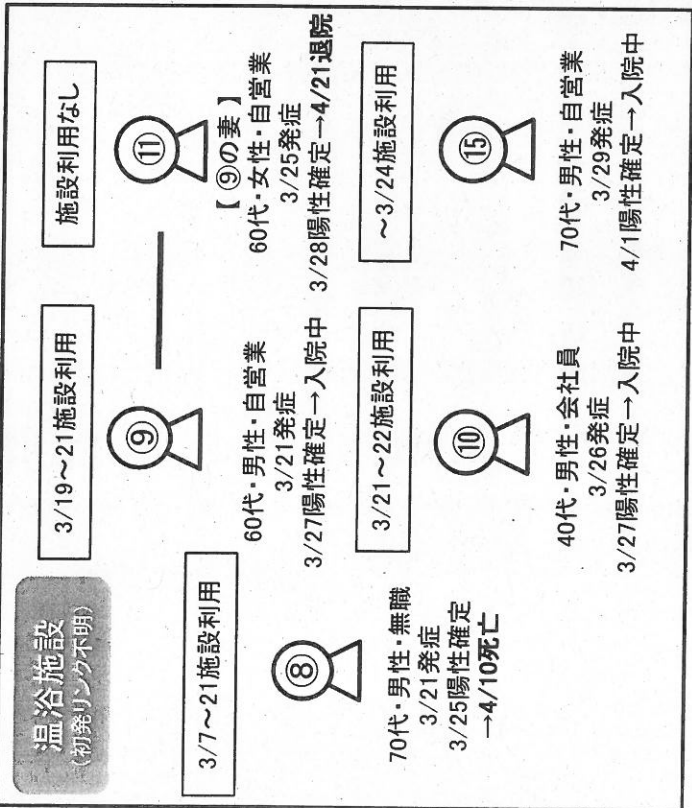 温浴施設
(初発リンク不明)
3/7～21施設利用
⑧
70代・男性・無職
3/21発症
3/25陽性確定
→4/10死亡
3/19～21施設利用
⑨
60代・男性・自営業
3/21発症
3/27陽性確定→入院中
施設利用なし
⑪
【⑨の妻】
60代・女性・自営業
3/25発症
3/28陽性確定→4/21退院
3/21～22施設利用
⑩
40代・男性・会社員
3/26発症
3/27陽性確定→入院中
～3/24施設利用
⑮
70代・男性・自営業
3/29発症
4/1陽性確定→入院中